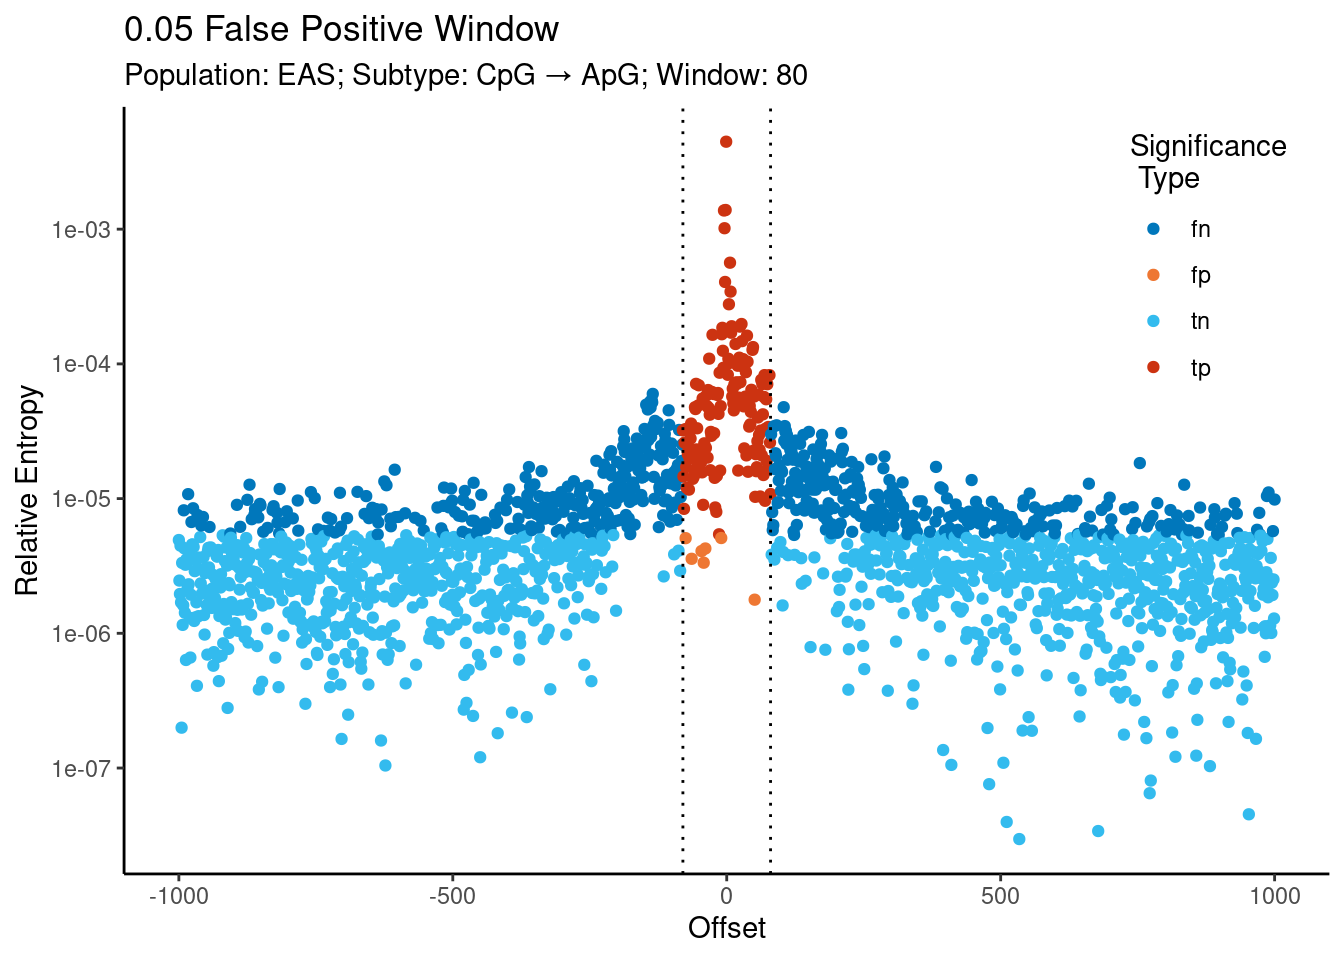 0.05 False Positive Window
Population: EAS; Subtype: CpG → ApG; Window: 80
Significance
Type
fn
fp
tn
tp
Relative Entropy
1e-03
1e-04
1e-05
1e-06
1e-07
-1000
-500
0
500
1000
Offset